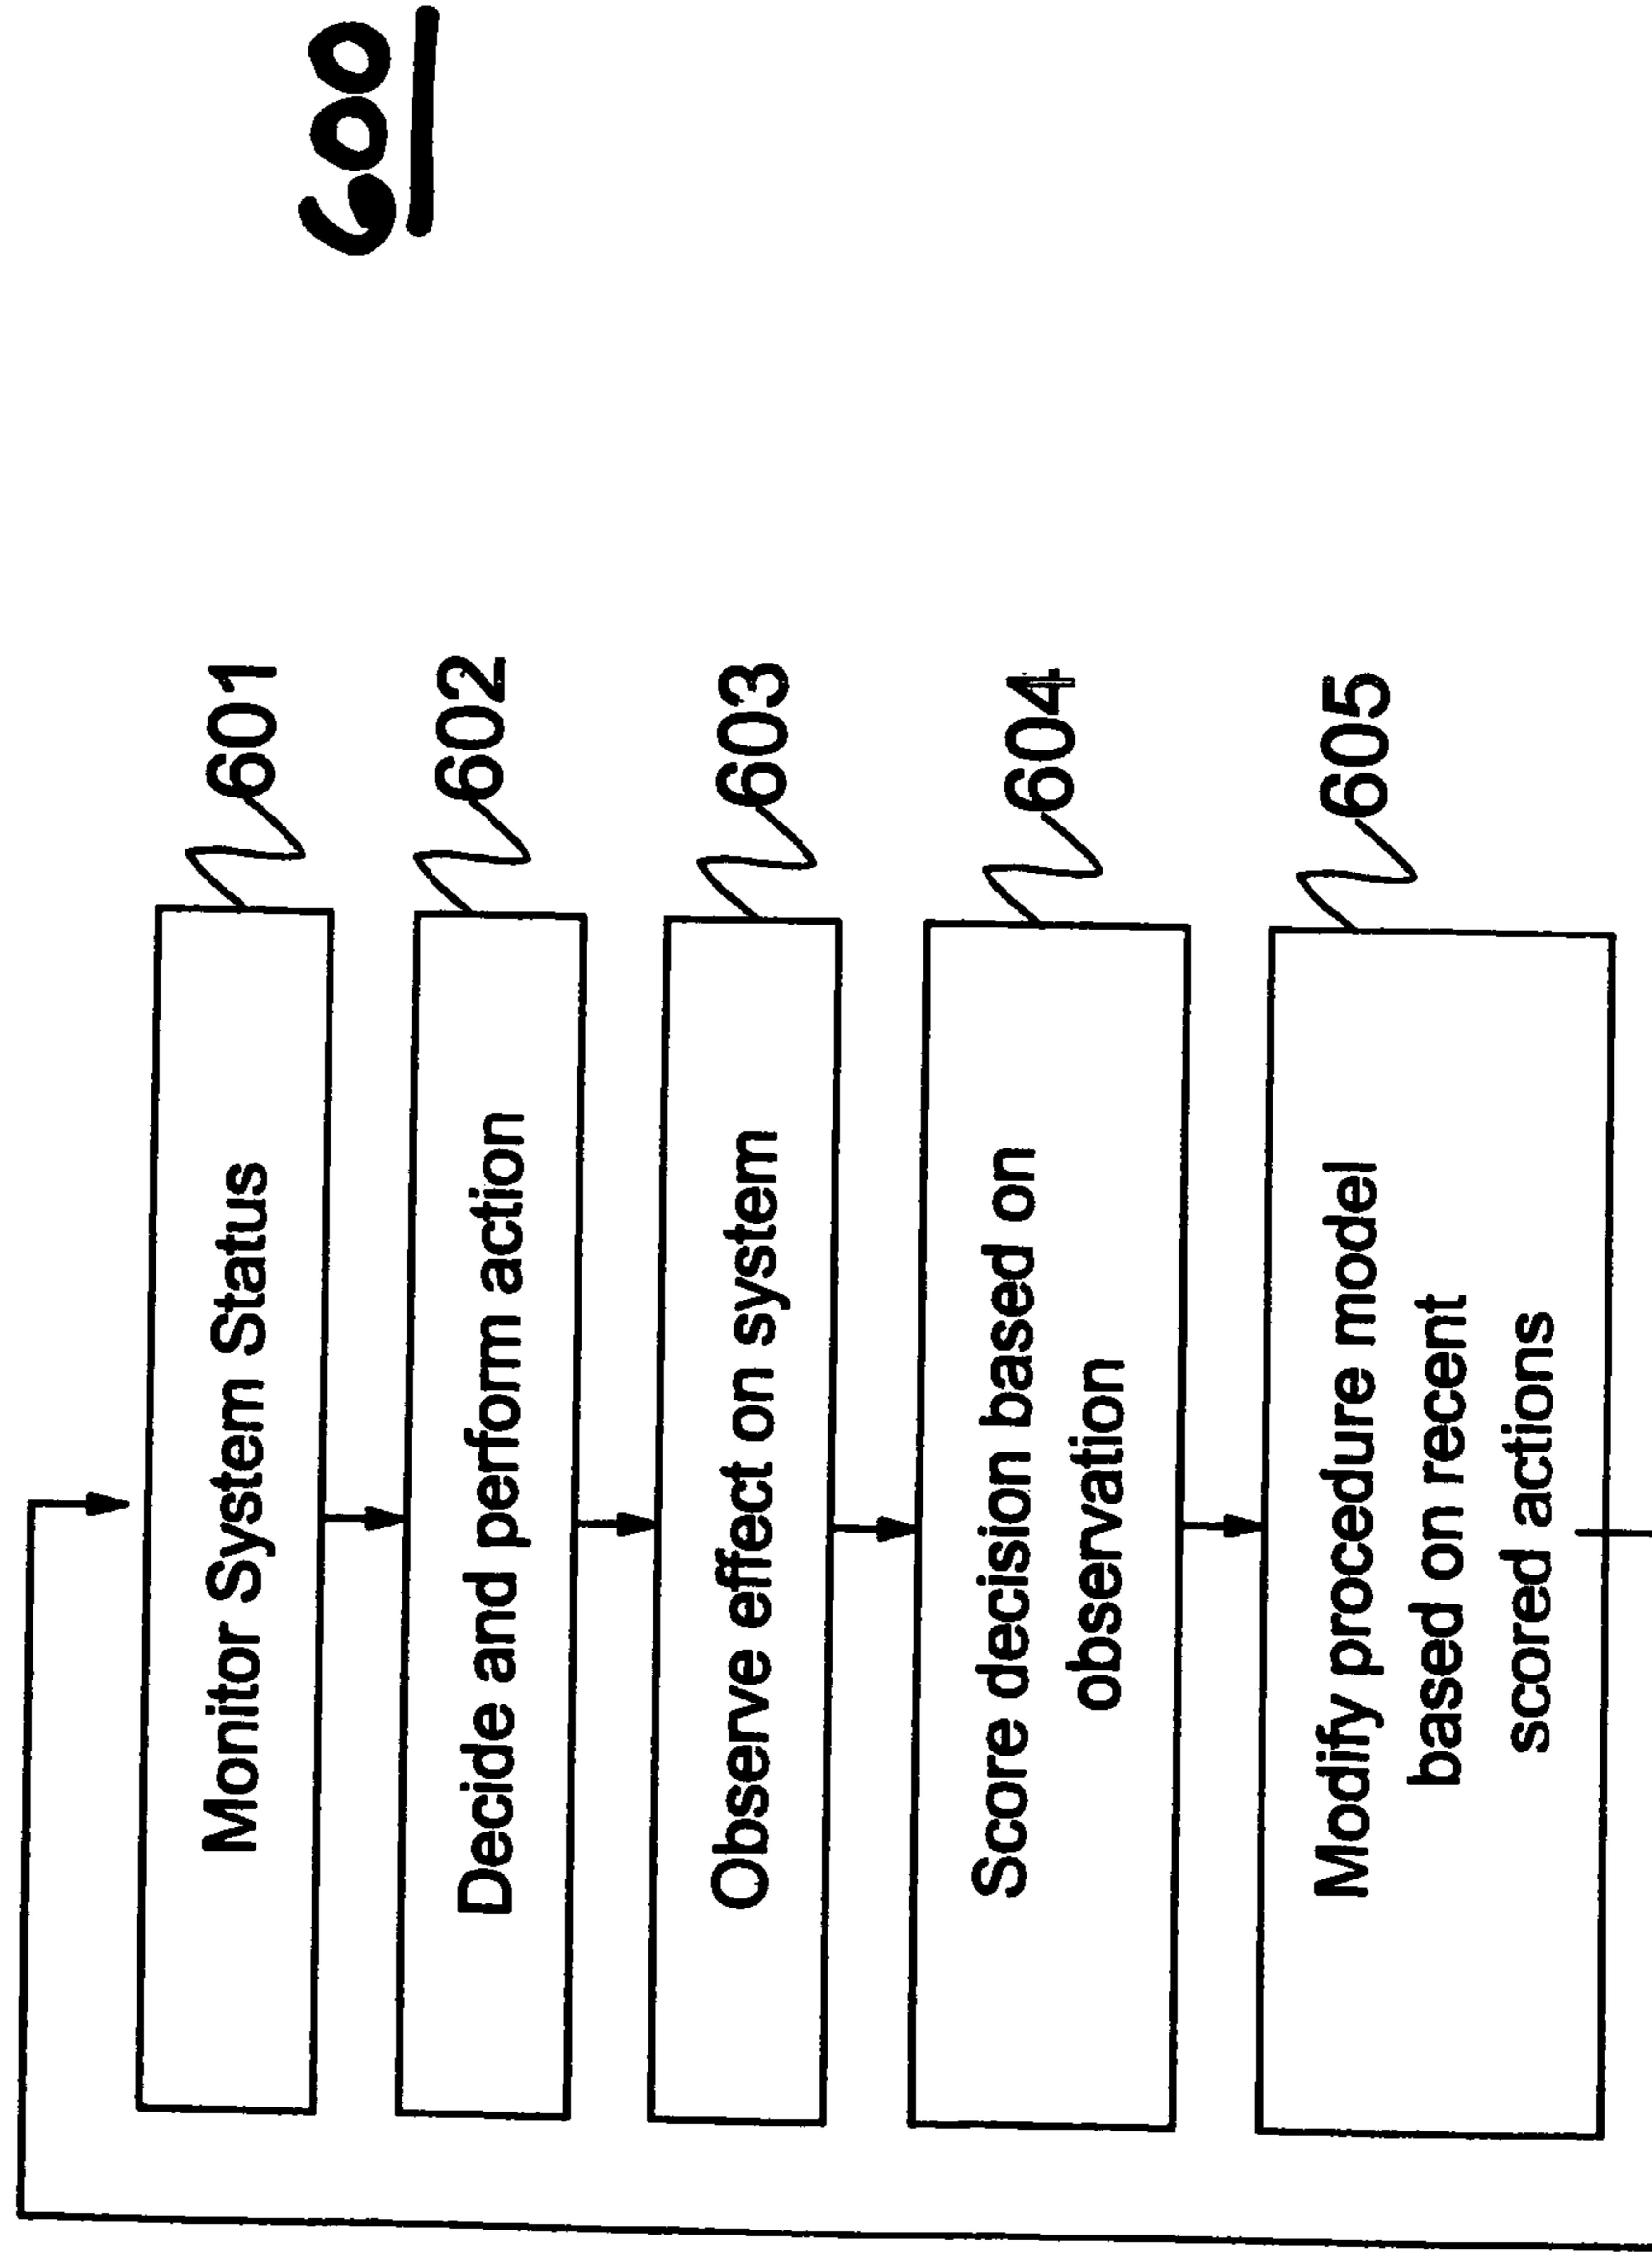 600
Monitor System Status
601
Decide and perform action
602
Observe effect on system
603
Score decision based on
observation
604
Modify procedure model
based on recent
scored actions
605